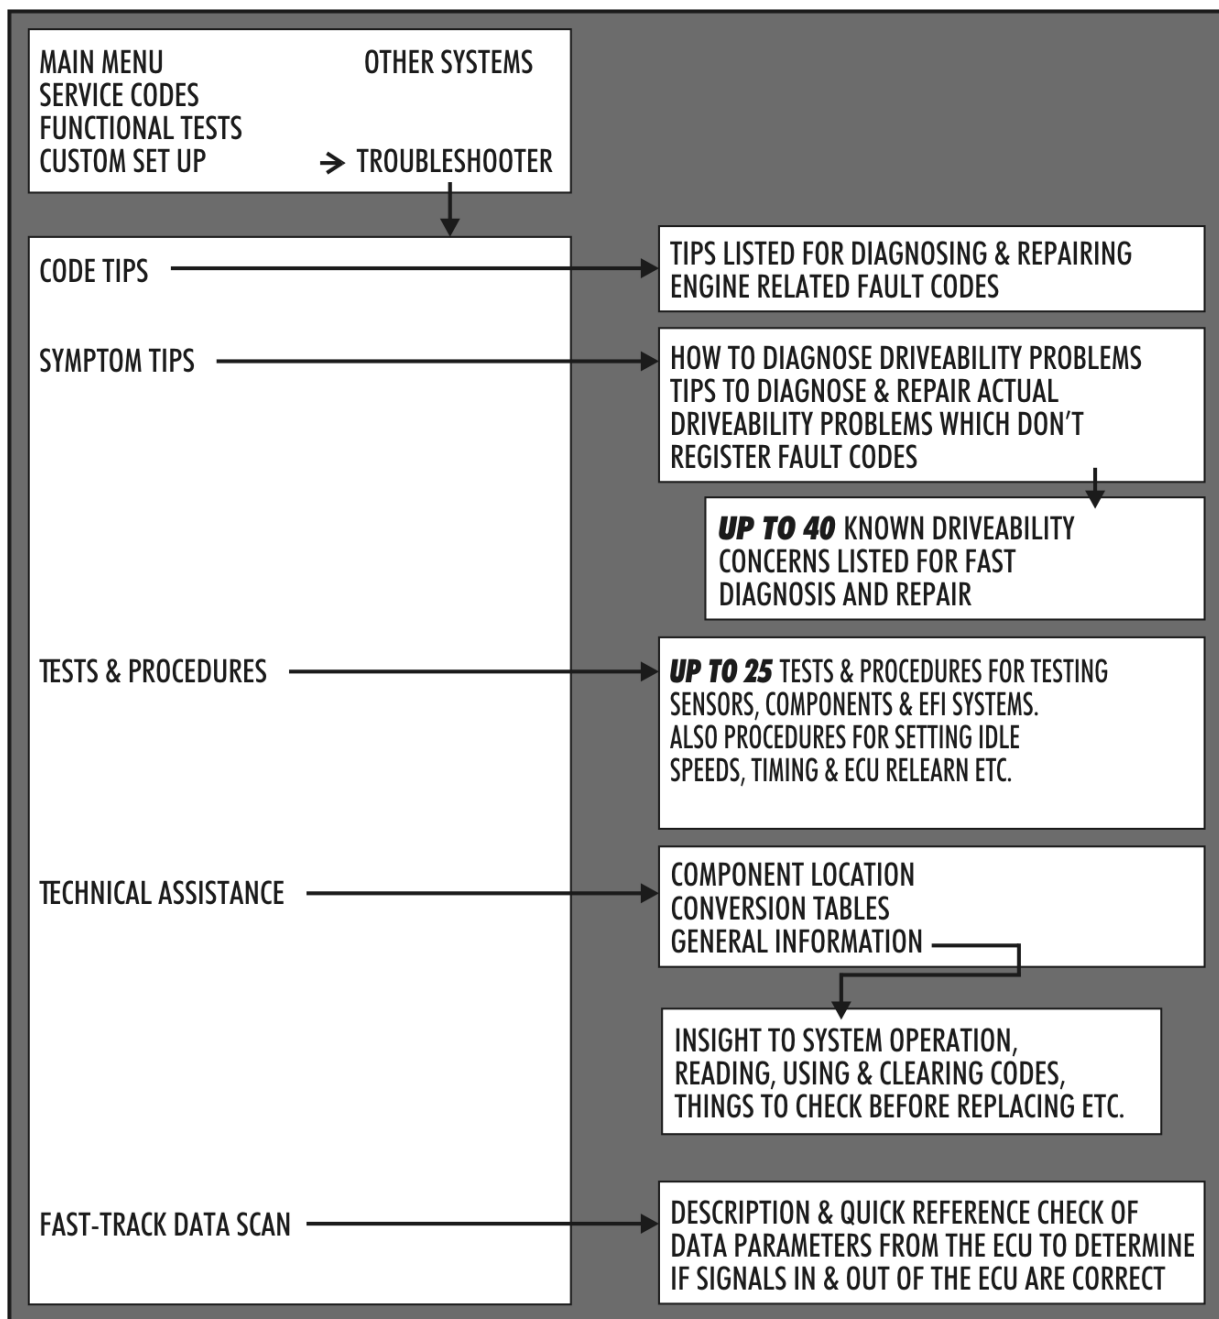 MAIN MENU OTHER SYSTEMS
SERVICE CODES
FUNCTIONAL TESTS
CUSTOM SET UP → TROUBLESHOOTER
CODE TIPS
TIPS LISTED FOR DIAGNOSING & REPAIRING
ENGINE RELATED FAULT CODES
SYMPTOM TIPS
HOW TO DIAGNOSE DRIVEABILITY PROBLEMS
TIPS TO DIAGNOSE & REPAIR ACTUAL
DRIVEABILITY PROBLEMS WHICH DON'T
REGISTER FAULT CODES
UP TO 40 KNOWN DRIVEABILITY
CONCERNS LISTED FOR FAST
DIAGNOSIS AND REPAIR
TESTS & PROCEDURES
UP TO 25 TESTS & PROCEDURES FOR TESTING
SENSORS, COMPONENTS & EFI SYSTEMS.
ALSO PROCEDURES FOR SETTING IDLE
SPEEDS, TIMING & ECU RELEARN ETC.
TECHNICAL ASSISTANCE
COMPONENT LOCATION
CONVERSION TABLES
GENERAL INFORMATION
INSIGHT TO SYSTEM OPERATION,
READING, USING & CLEARING CODES,
THINGS TO CHECK BEFORE REPLACING ETC.
FAST-TRACK DATA SCAN
DESCRIPTION & QUICK REFERENCE CHECK OF
DATA PARAMETERS FROM THE ECU TO DETERMINE
IF SIGNALS IN & OUT OF THE ECU ARE CORRECT